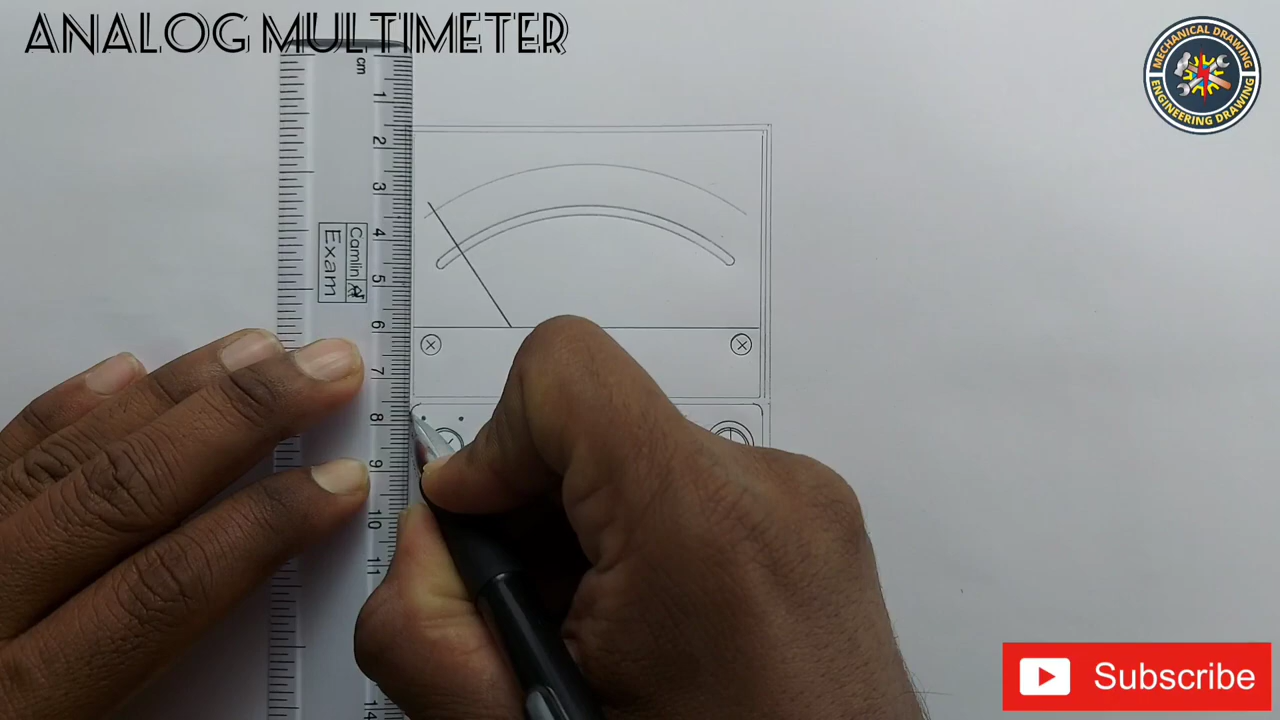 ANALOG MULTIMETER
MECHANICAL DRAWING
ENGINEERING DRAWING
cm
1
2
3
4
5
6
7
8
9
10
11
14
Camlin
Exam
Subscribe